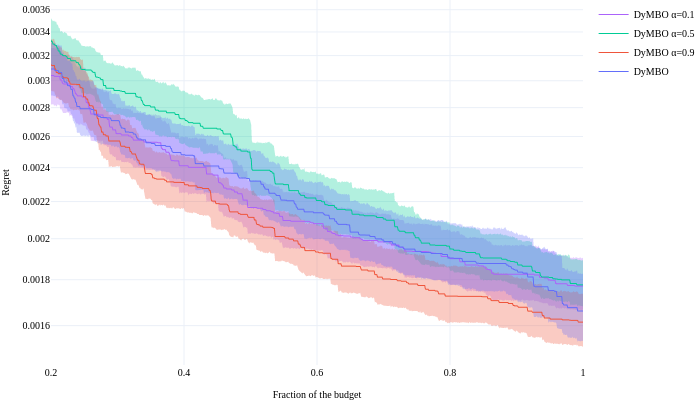 0.0036
0.0034
0.0032
0.003
0.0028
0.0026
0.0024
0.0022
0.002
0.0018
0.0016
Regret
0.2
0.4
0.6
0.8
1
Fraction of the budget
DyMBO α=0.1
DyMBO α=0.5
DyMBO α=0.9
DyMBO